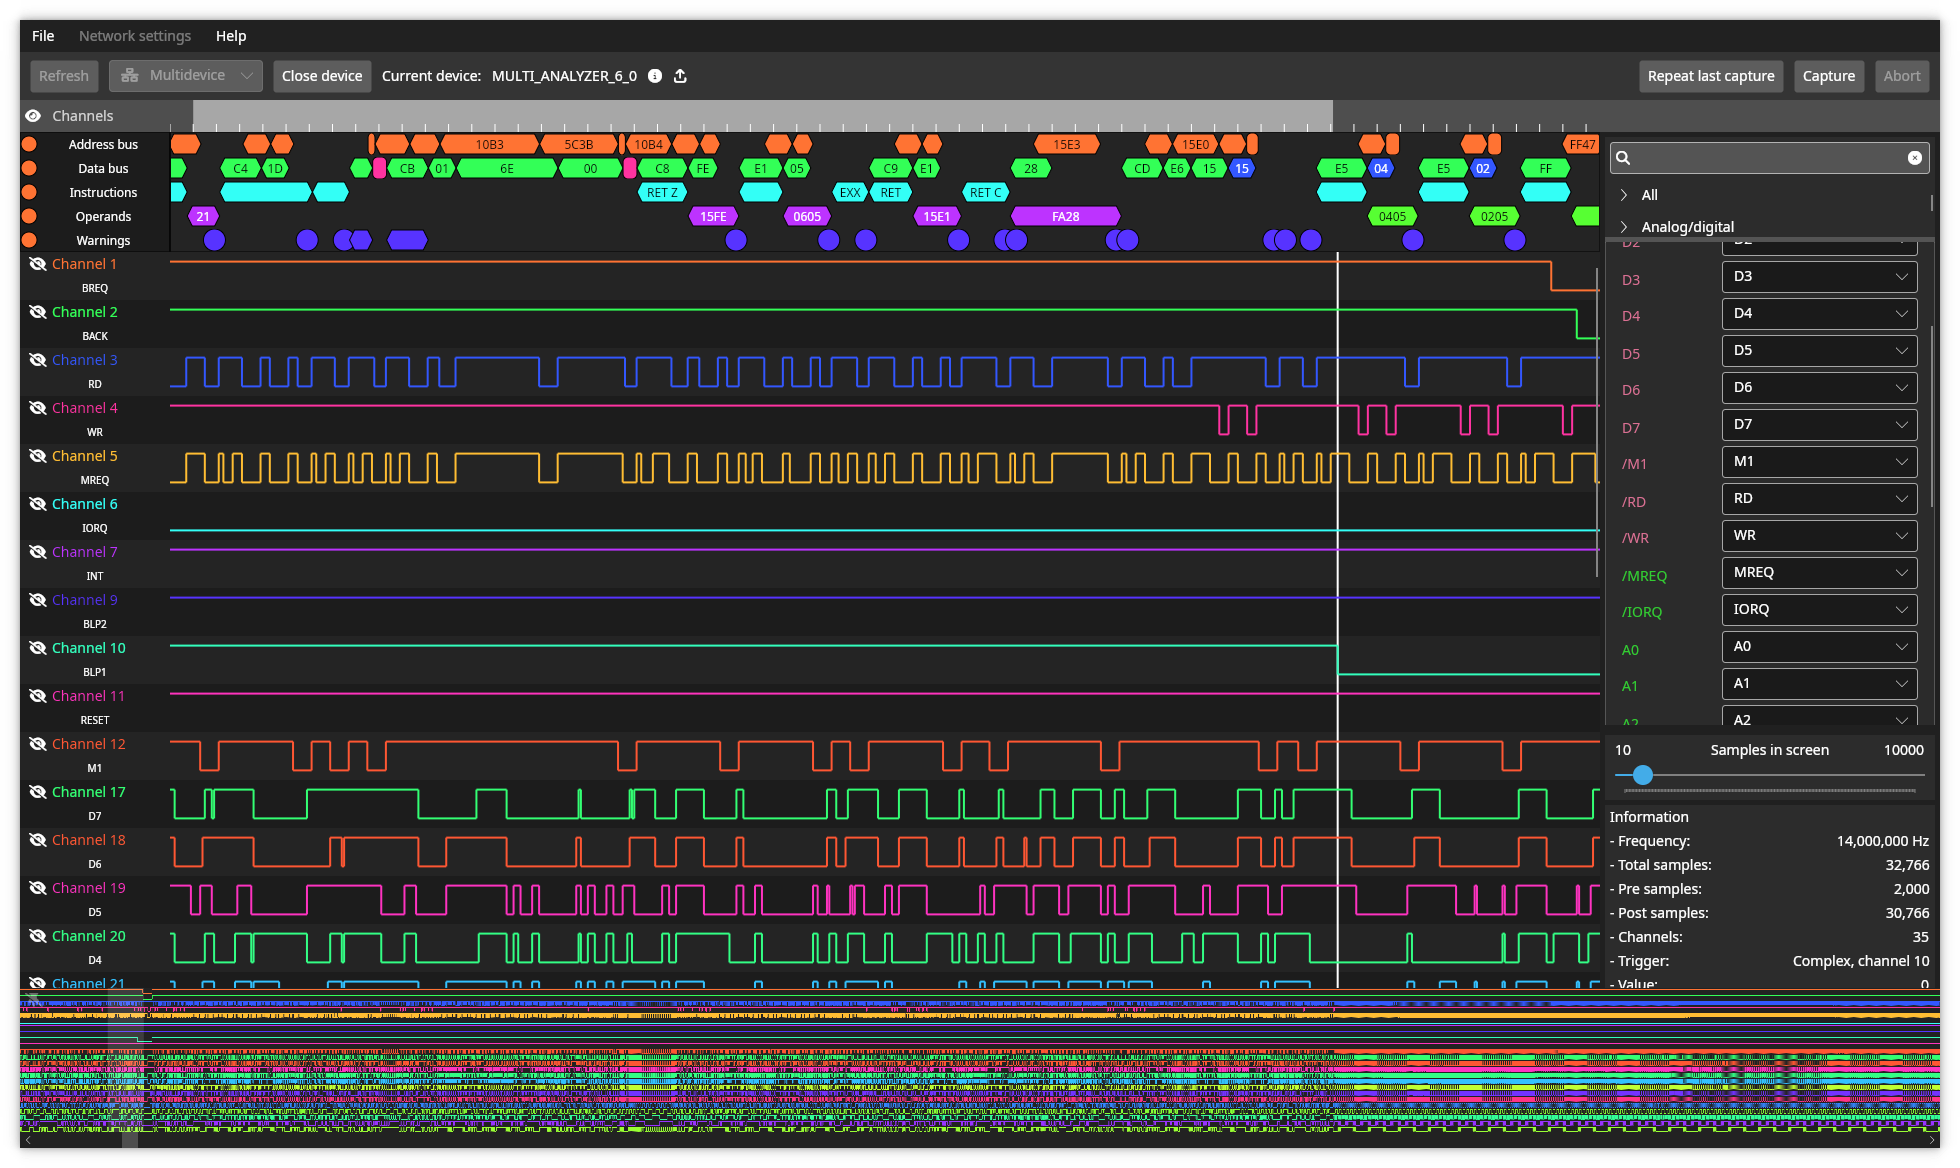 File Network settings Help
Refresh Multidevice Close device Current device: MULTI_ANALYZER_6_0 Repeat last capture Capture Abort
Channels
Address bus 10B3 5C3B 10B4 15E3 15E0 FF47
Data bus C4 1D CB 01 6E 00 C8 FE E1 05 C9 E1 28 CD E6 15 15 E5 04 E5 02 FF
Instructions RET Z EXX RET RET C
Operands 21 15FE 0605 15E1 FA28 0405 0205
Warnings
Channel 1
BREQ
Channel 2
BACK
Channel 3
RD
Channel 4
WR
Channel 5
MREQ
Channel 6
IORQ
Channel 7
INT
Channel 9
BLP2
Channel 10
BLP1
Channel 11
RESET
Channel 12
M1
Channel 17
D7
Channel 18
D6
Channel 19
D5
Channel 20
D4
Channel 21
All
Analog/digital
D2 D2
D3 D3
D4 D4
D5 D5
D6 D6
D7 D7
/M1 M1
/RD RD
/WR WR
/MREQ MREQ
/IORQ IORQ
A0 A0
A1 A1
A2 A2
10 Samples in screen 10000
Information
- Frequency: 14,000,000 Hz
- Total samples: 32,766
- Pre samples: 2,000
- Post samples: 30,766
- Channels: 35
- Trigger: Complex, channel 10
- Value: 0